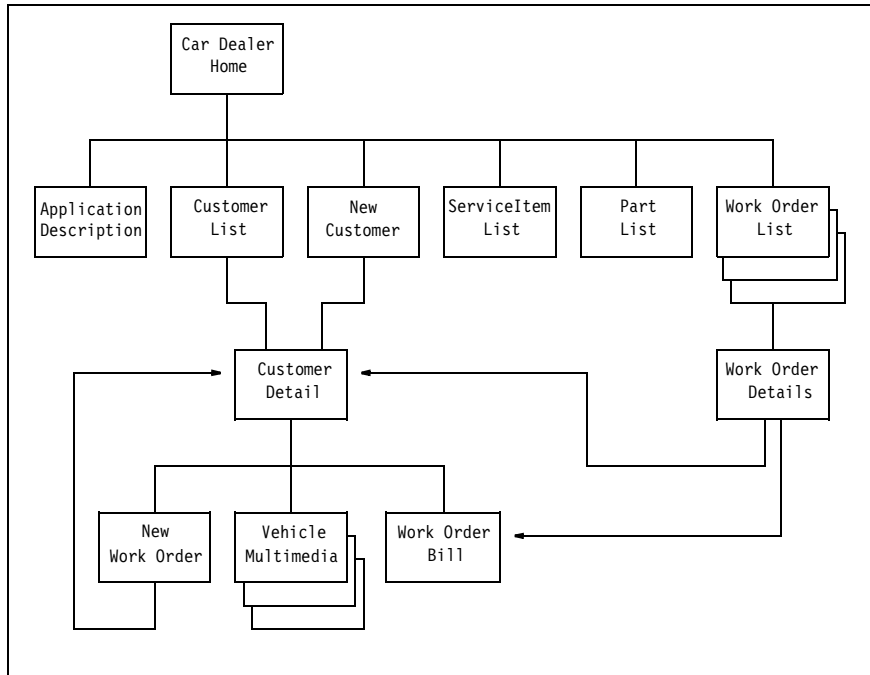 Car Dealer
Home
Application
Description
Customer
List
New
Customer
ServiceItem
List
Part
List
Work Order
List
Customer
Detail
Work Order
Details
New
Work Order
Vehicle
Multimedia
Work Order
Bill